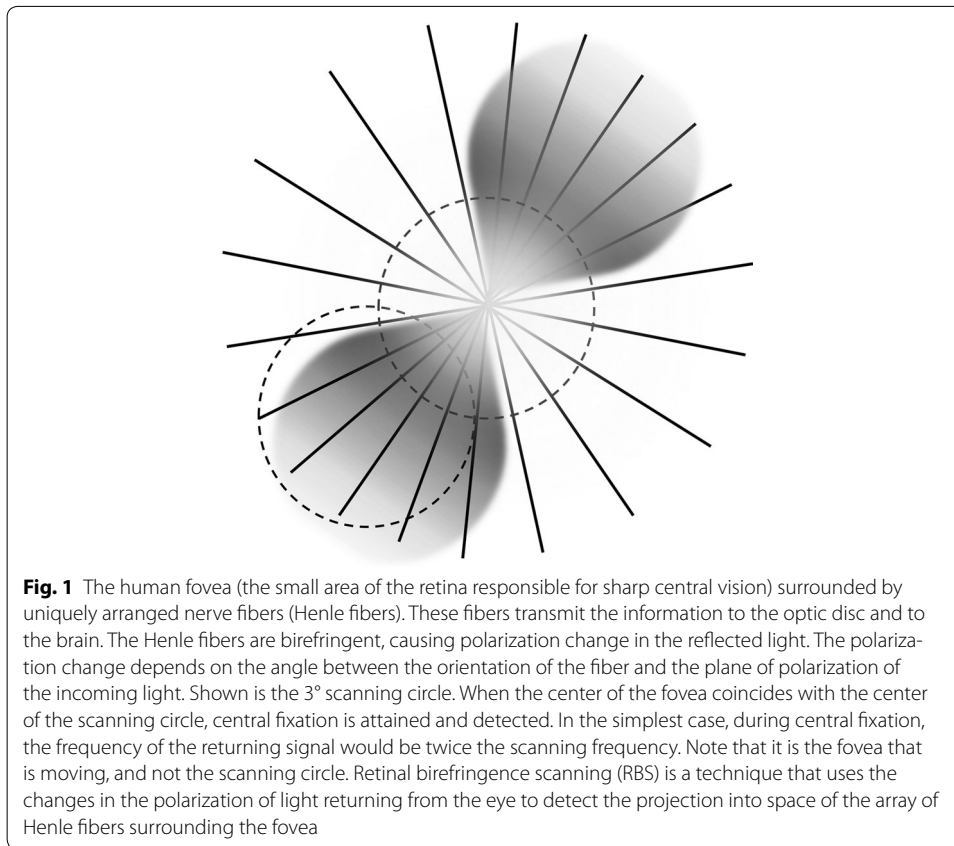 Fig. 1 The human fovea (the small area of the retina responsible for sharp central vision) surrounded by
uniquely arranged nerve fibers (Henle fibers). These fibers transmit the information to the optic disc and to
the brain. The Henle fibers are birefringent, causing polarization change in the reflected light. The polariza-
tion change depends on the angle between the orientation of the fiber and the plane of polarization of
the incoming light. Shown is the 3° scanning circle. When the center of the fovea coincides with the center
of the scanning circle, central fixation is attained and detected. In the simplest case, during central fixation,
the frequency of the returning signal would be twice the scanning frequency. Note that it is the fovea that
is moving, and not the scanning circle. Retinal birefringence scanning (RBS) is a technique that uses the
changes in the polarization of light returning from the eye to detect the projection into space of the array of
Henle fibers surrounding the fovea